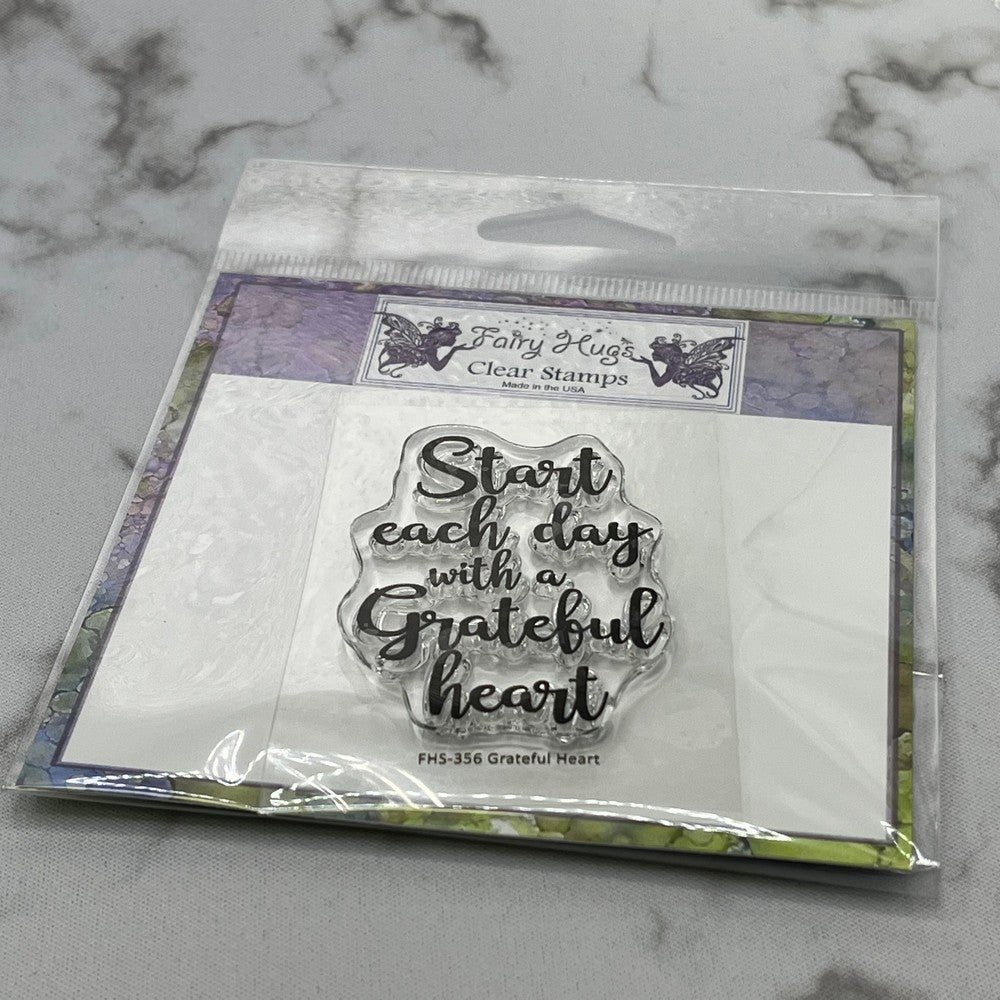 Fairy Hugs
Clear Stamps
Made in the USA
Start
each day
with a
Grateful
heart
FHS-356 Grateful Heart